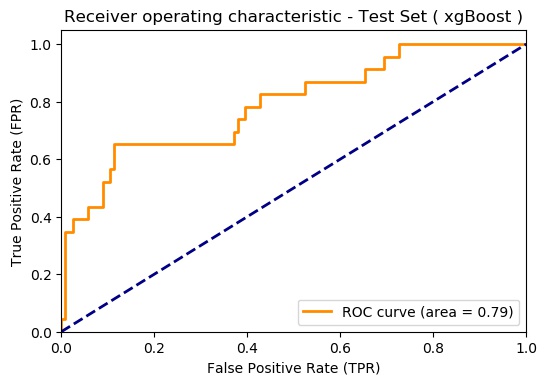 Receiver operating characteristic - Test Set ( xgBoost )
1.0
0.8
0.6
0.4
0.2
0.0
True Positive Rate (FPR)
ROC curve (area = 0.79)
0.0 0.2 0.4 0.6 0.8 1.0
False Positive Rate (TPR)